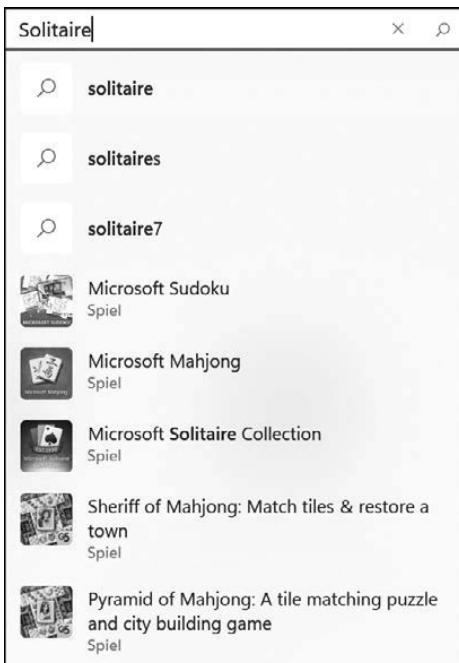 Solitaire
solitaire
solitaires
solitaire7
Microsoft Sudoku
Spiel
Microsoft Mahjong
Spiel
Microsoft Solitaire Collection
Spiel
Sheriff of Mahjong: Match tiles & restore a
town
Spiel
Pyramid of Mahjong: A tile matching puzzle
and city building game
Spiel